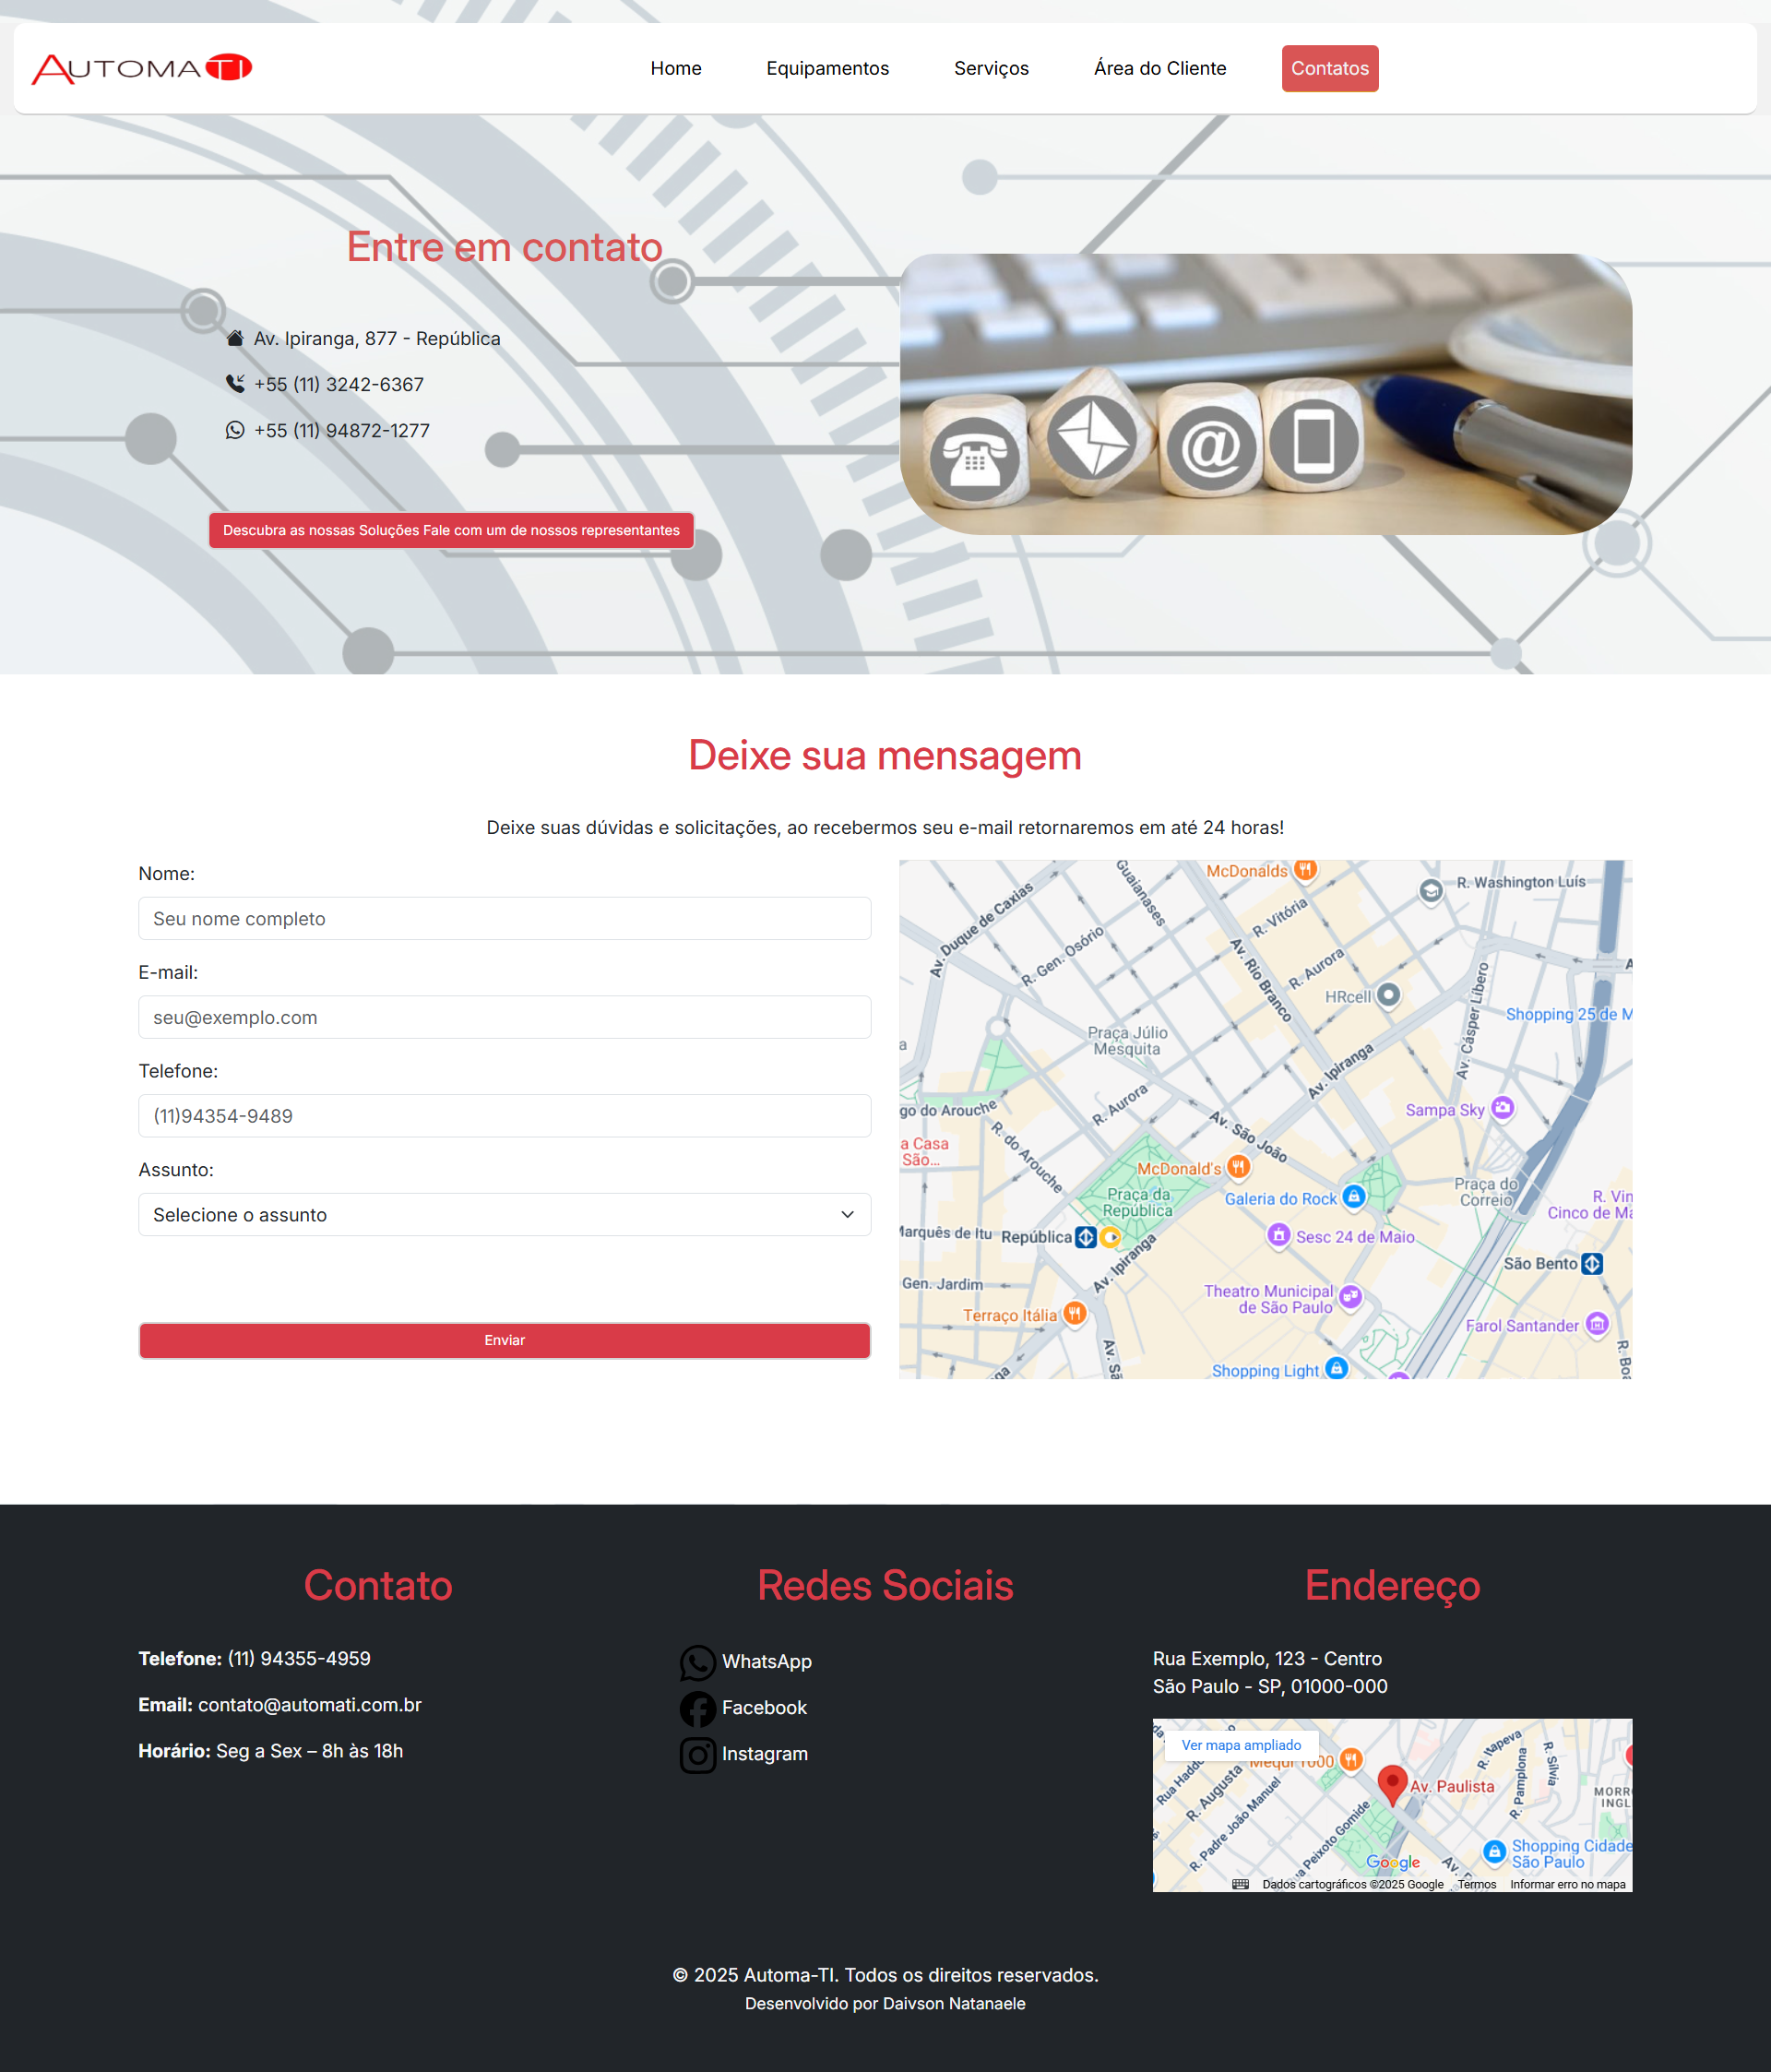 AUTOMATI
Home
Equipamentos
Serviços
Área do Cliente
Contatos
Entre em contato
Av. Ipiranga, 877 - República
+55 (11) 3242-6367
+55 (11) 94872-1277
Descubra as nossas Soluções Fale com um de nossos representantes
@
Deixe sua mensagem
Deixe suas dúvidas e solicitações, ao recebermos seu e-mail retornaremos em até 24 horas!
Nome:
Seu nome completo
E-mail:
seu@exemplo.com
Telefone:
(11)94354-9489
Assunto:
Selecione o assunto
Enviar
McDonalds
Guaianases
R. Washington Luís
Av. Duque de Caxias
R. Vitória
R. Gen. Osório
Av. Rio Branco
R. Aurora
HRcell
Av. Cásper Líbero
Shopping 25 de M
Praça Júlio
Mesquita
Av. Ipiranga
R. Aurora
go do Arouche
Sampa Sky
Av. São João
R. do Arouche
a Casa
São...
McDonald's
Praça da
República
Galeria do Rock
Praça do
Correio
R. Vin
Cinco de Ma
Marquês de Itu
República
Sesc 24 de Maio
Av. Ipiranga
São Bento
Gen. Jardim
Theatro Municipal
de São Paulo
Terraço Itália
Farol Santander
Av. Sã
Shopping Light
R. Boa
Contato
Telefone: (11) 94355-4959
Email: contato@automati.com.br
Horário: Seg a Sex – 8h às 18h
Redes Sociais
WhatsApp
Facebook
Instagram
Endereço
Rua Exemplo, 123 - Centro
São Paulo - SP, 01000-000
Ver mapa ampliado
Méqui 1000
R. Itapeva
R. Sílvia
R. Pamplona
Rua Haddo
R. Augusta
R. Padre João Manuel
Av. Paulista
MORR
INGL
Peixoto Gomide
Shopping Cidade
São Paulo
Google
Dados cartográficos ©2025 Google
Termos
Informar erro no mapa
© 2025 Automa-TI. Todos os direitos reservados.
Desenvolvido por Daivson Natanaele